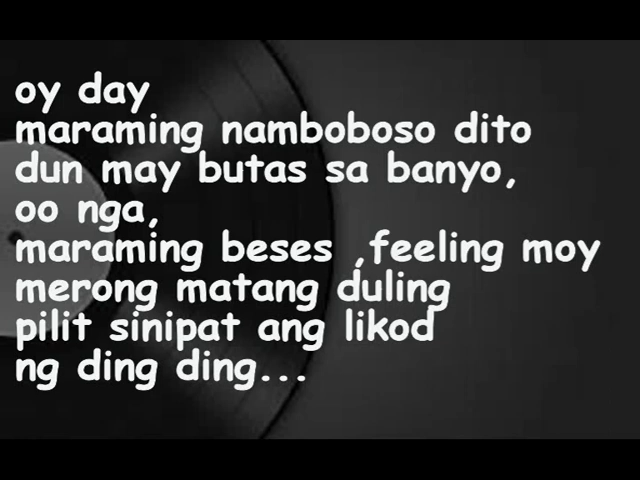 oy day
maraming namboboso dito
dun may butas sa banyo,
oo nga,
maraming beses ,feeling moy
merong matang duling
pilit sinipat ang likod
ng ding ding...